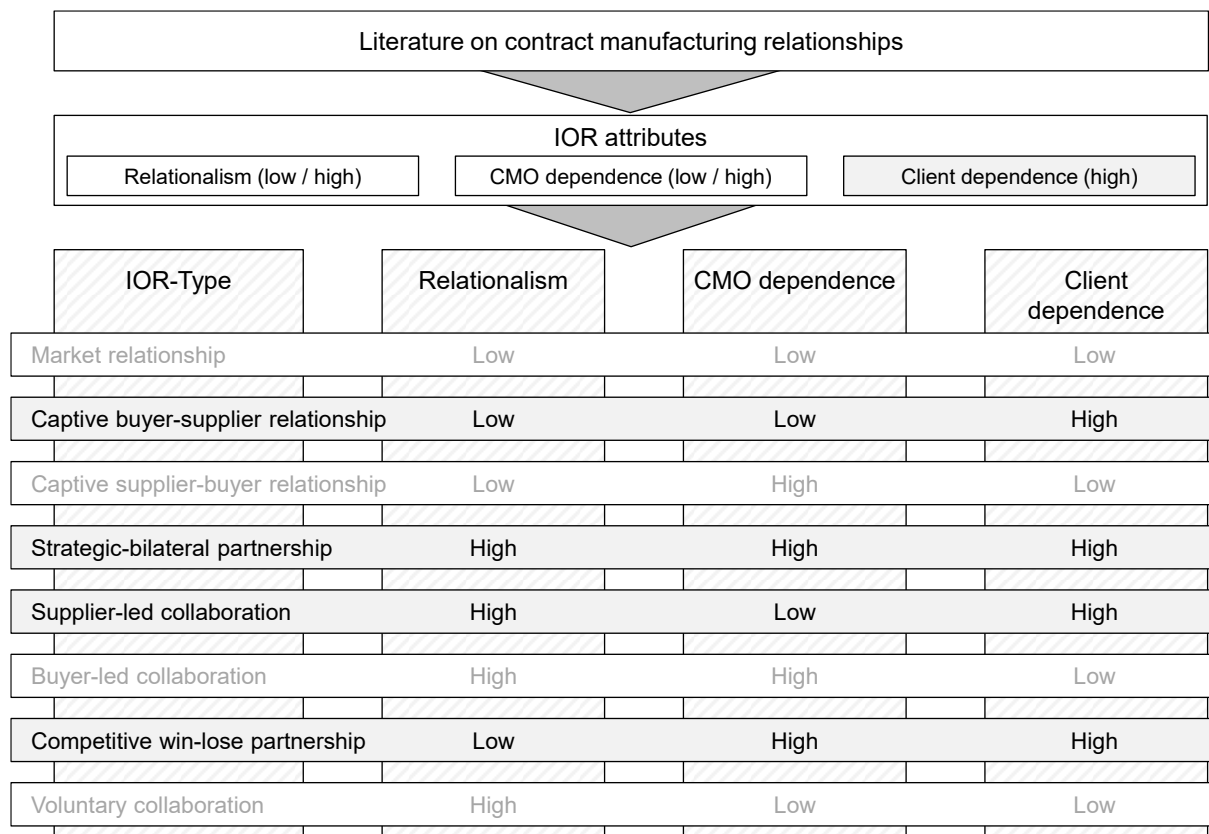 Literature on contract manufacturing relationships
IOR attributes
Relationalism (low / high) CMO dependence (low / high) Client dependence (high)
IOR-Type Relationalism CMO dependence Client
dependence
Market relationship Low Low Low
Captive buyer-supplier relationship Low Low High
Captive supplier-buyer relationship Low High Low
Strategic-bilateral partnership High High High
Supplier-led collaboration High Low High
Buyer-led collaboration High High Low
Competitive win-lose partnership Low High High
Voluntary collaboration High Low Low